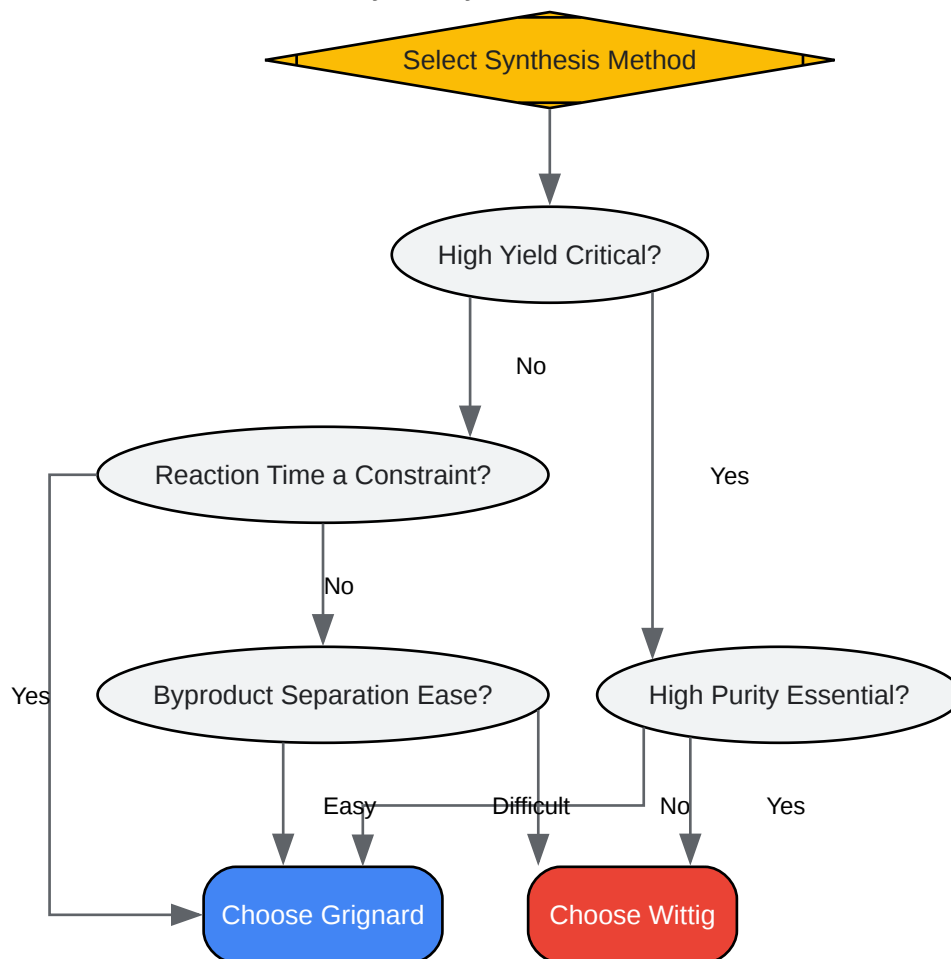 Select Synthesis Method
High Yield Critical?
No
Reaction Time a Constraint?
Yes
No
Yes
Byproduct Separation Ease?
High Purity Essential?
Easy
Difficult
No
Yes
Choose Grignard
Choose Wittig